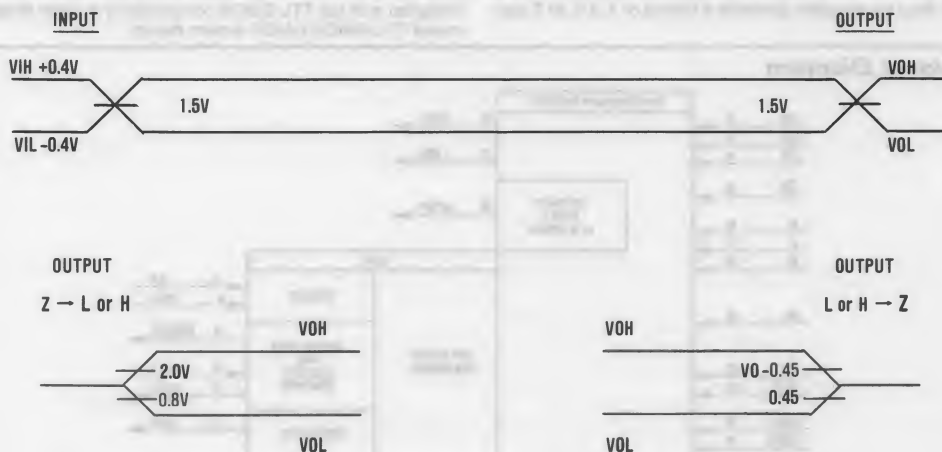 INPUT
OUTPUT
VIH +0.4V
VOH
1.5V
1.5V
VIL -0.4V
VOL
OUTPUT
OUTPUT
Z → L or H
L or H → Z
VOH
VOH
2.0V
VO -0.45
0.8V
0.45
VOL
VOL